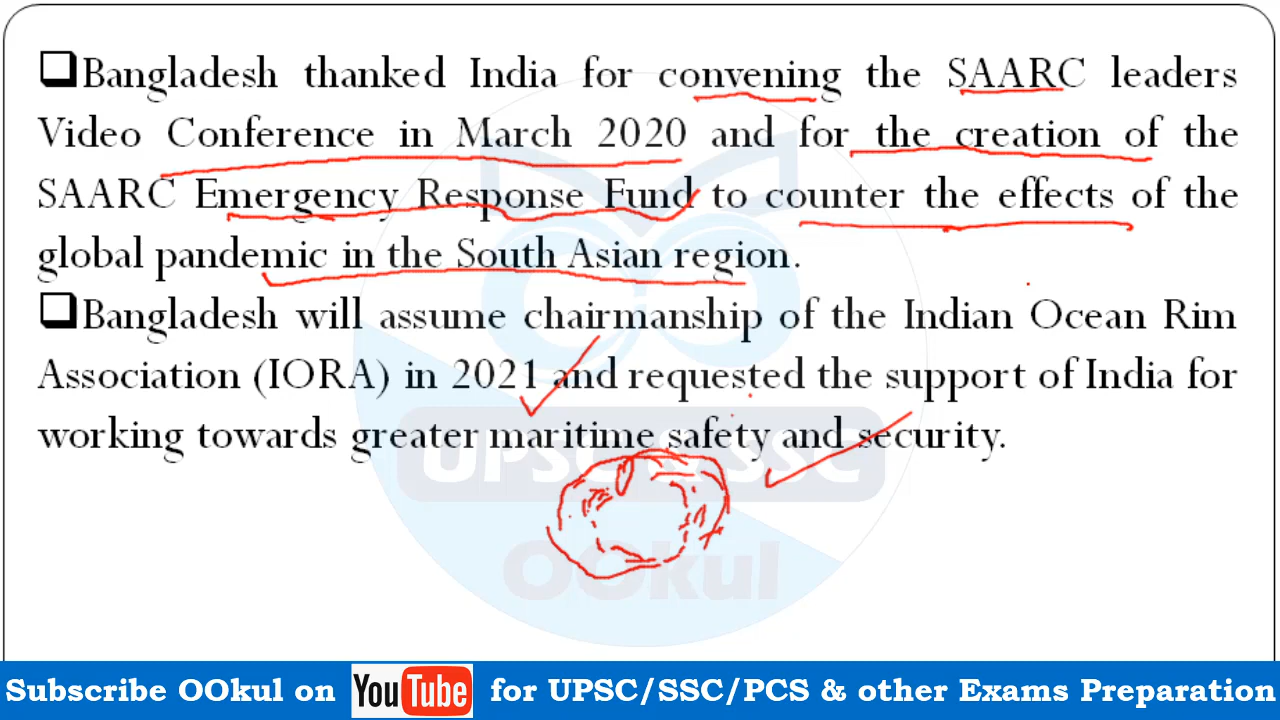 ❑Bangladesh thanked India for convening the SAARC leaders
Video Conference in March 2020 and for the creation of the
SAARC Emergency Response Fund to counter the effects of the
global pandemic in the South Asian region.
❑Bangladesh will assume chairmanship of the Indian Ocean Rim
Association (IORA) in 2021 and requested the support of India for
working towards greater maritime safety and security.
UPSC & SSC
OOkul
Subscribe OOkul on YouTube for UPSC/SSC/PCS & other Exams Preparation